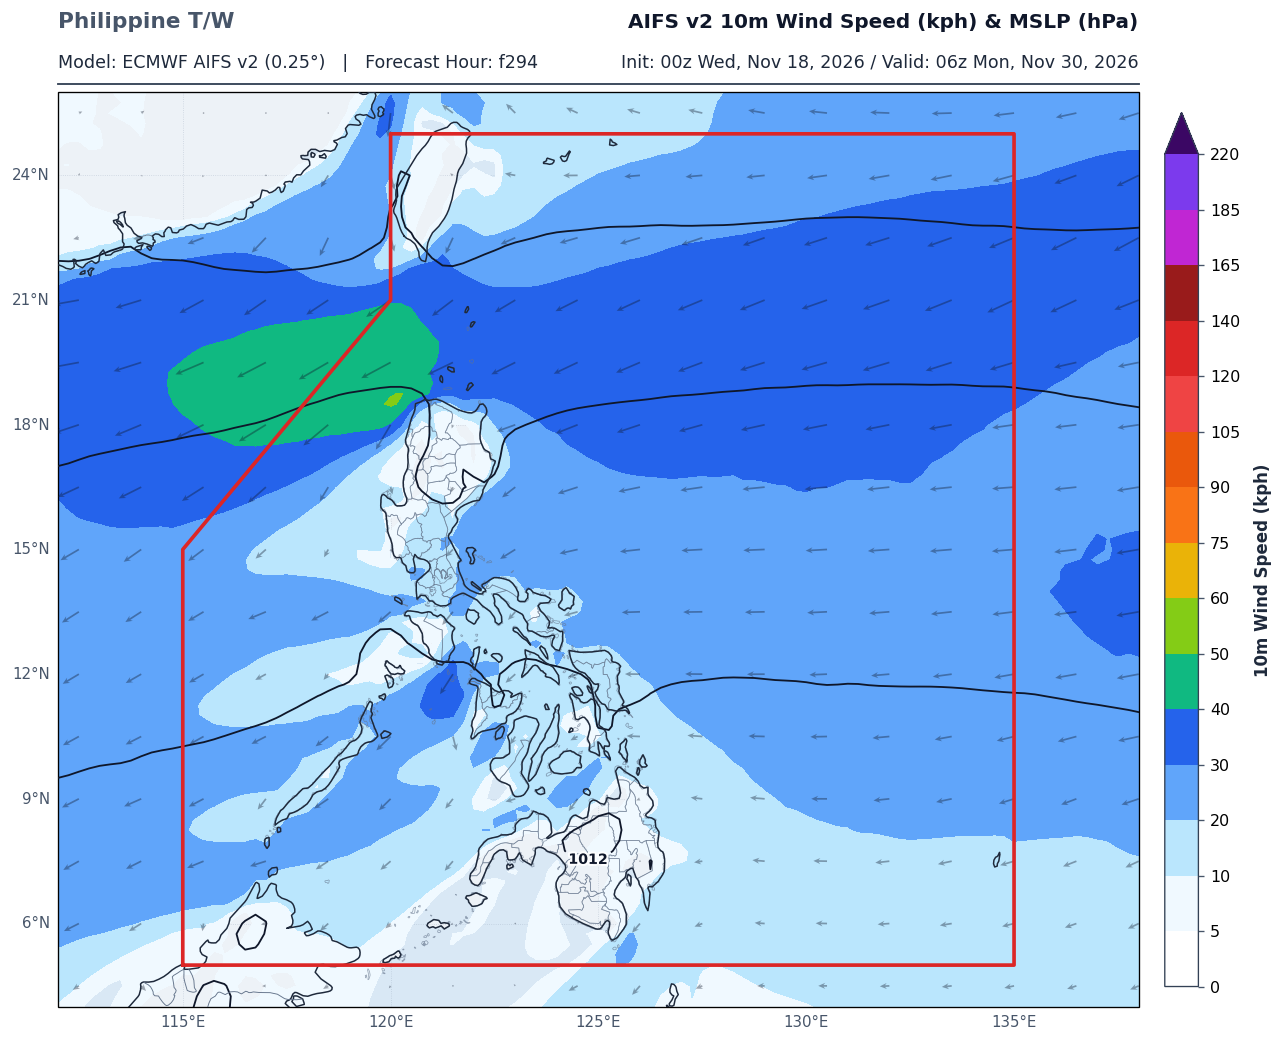 Philippine T/W
AIFS v2 10m Wind Speed (kph) & MSLP (hPa)
Model: ECMWF AIFS v2 (0.25°) | Forecast Hour: f294
Init: 00z Wed, Nov 18, 2026 / Valid: 06z Mon, Nov 30, 2026
24°N
21°N
18°N
15°N
12°N
9°N
6°N
1012
115°E
120°E
125°E
130°E
135°E
220
185
165
140
120
105
90
75
60
50
40
30
20
10
5
0
10m Wind Speed (kph)